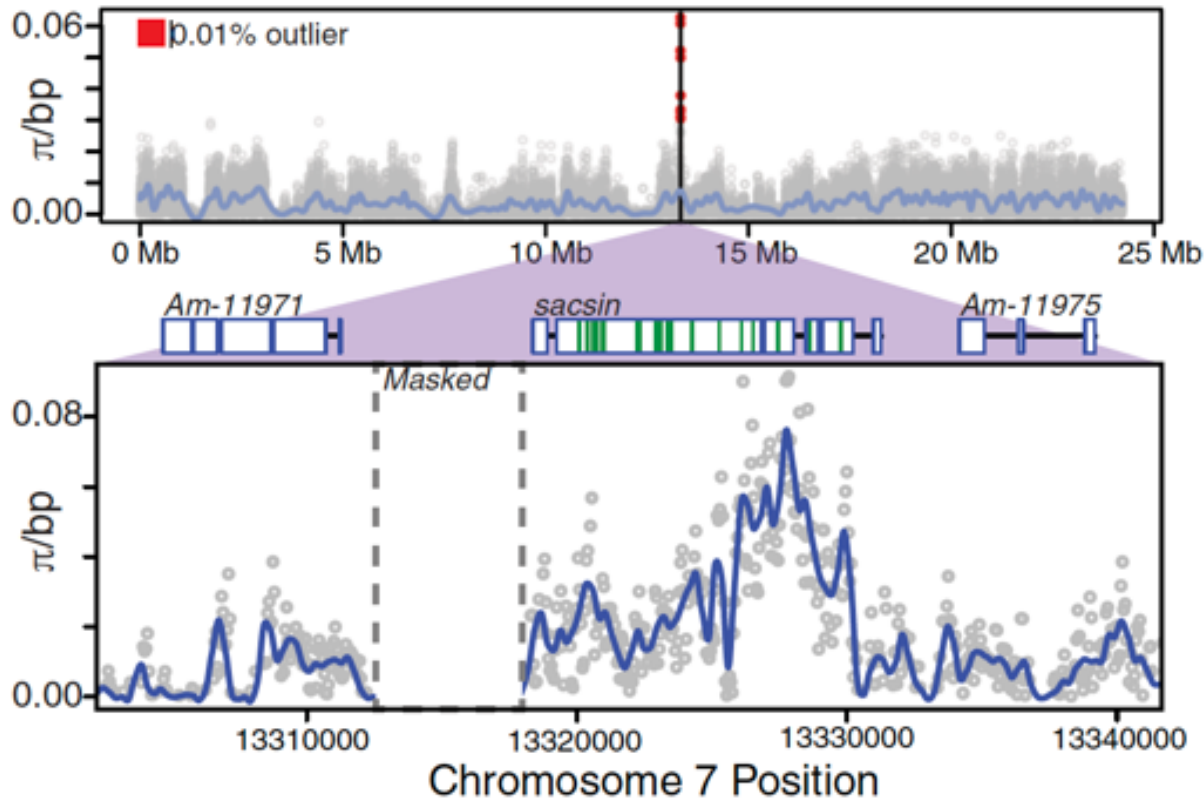 0.06
0.01% outlier
π/bp
0.00
0 Mb 5 Mb 10 Mb 15 Mb 20 Mb 25 Mb
Am-11971 sacsin Am-11975
Masked
0.08
π/bp
0.00
13310000 13320000 13330000 13340000
Chromosome 7 Position